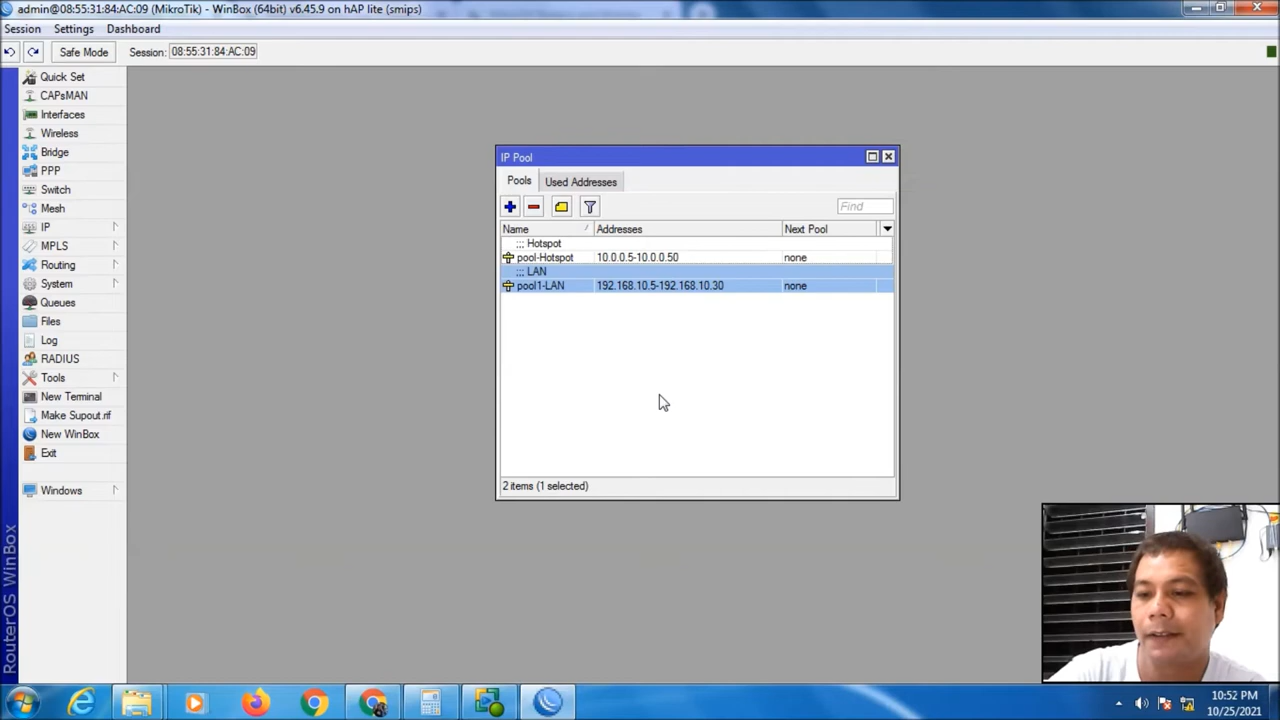 admin@08:55:31:84:AC:09 (MikroTik) - WinBox (64bit) v6.45.9 on hAP lite (smips)
Session Settings Dashboard
Safe Mode Session: 08:55:31:84:AC:09
Quick Set
CAPsMAN
Interfaces
Wireless
Bridge
PPP
Switch
Mesh
IP
MPLS
Routing
System
Queues
Files
Log
RADIUS
Tools
New Terminal
Make Supout.rif
New WinBox
Exit
Windows
RouterOS WinBox
IP Pool
Pools Used Addresses
Find
Name Addresses Next Pool
;;; Hotspot
pool-Hotspot 10.0.0.5-10.0.0.50 none
;;; LAN
pool1-LAN 192.168.10.5-192.168.10.30 none
2 items (1 selected)
10:52 PM
10/25/2021